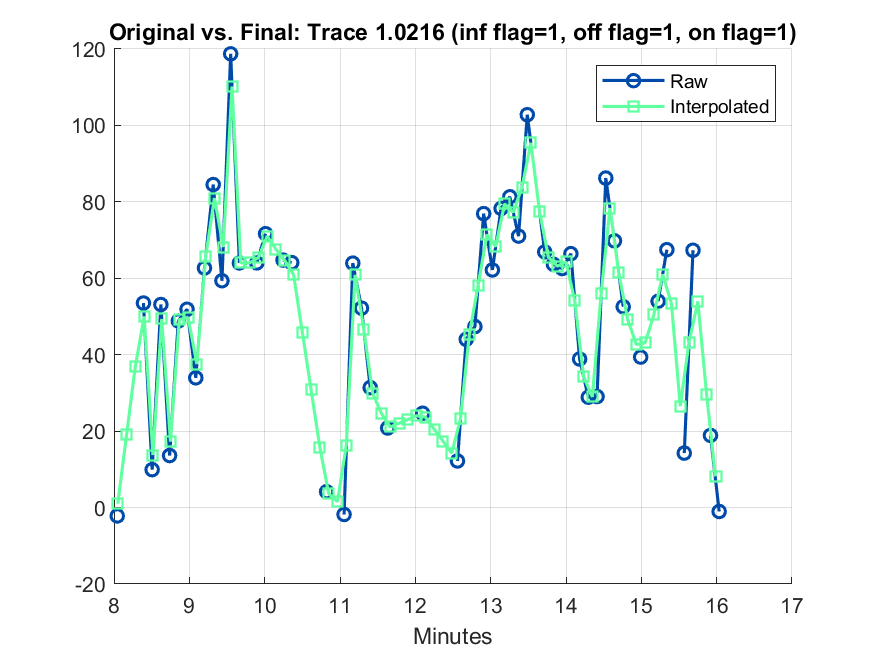 Original vs. Final: Trace 1.0216 (inf flag=1, off flag=1, on flag=1)
Raw
Interpolated
120
100
80
60
40
20
0
-20
8 9 10 11 12 13 14 15 16 17
Minutes